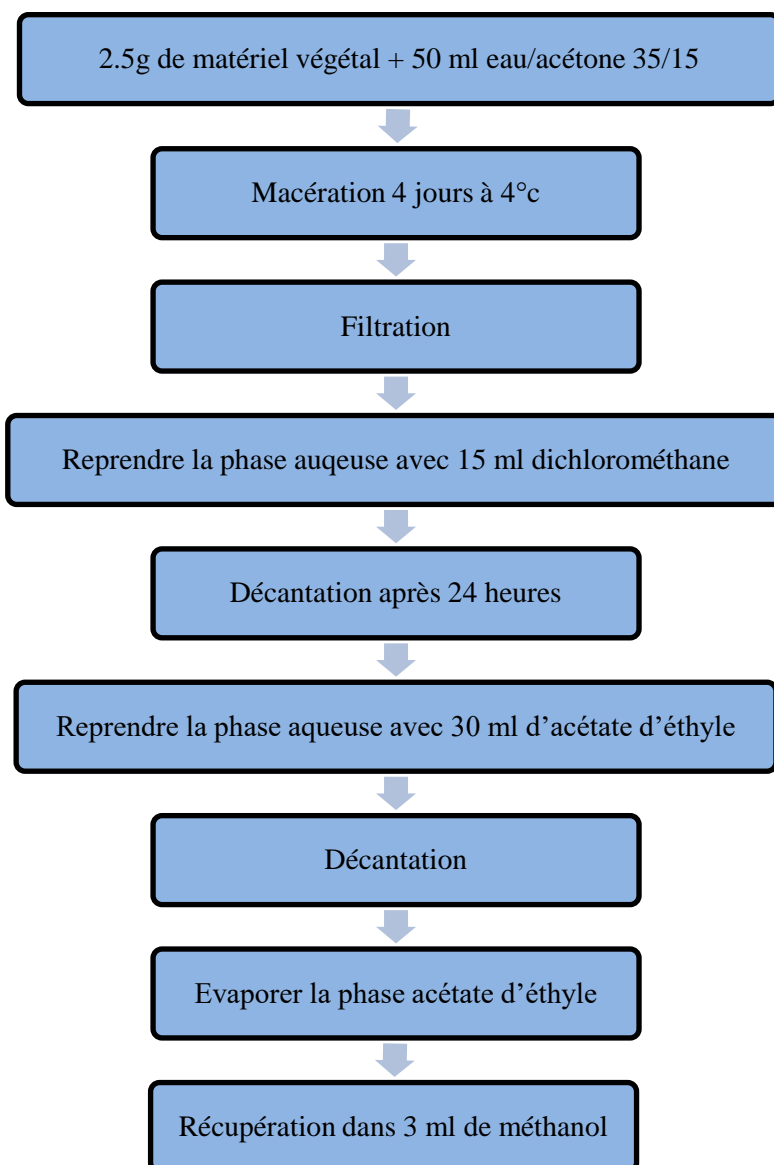 2.5g de matériel végétal + 50 ml eau/acétone 35/15
Macération 4 jours à 4°c
Filtration
Reprendre la phase auqeuse avec 15 ml dichlorométhane
Décantation après 24 heures
Reprendre la phase aqueuse avec 30 ml d’acétate d’éthyle
Décantation
Evaporer la phase acétate d’éthyle
Récupération dans 3 ml de méthanol